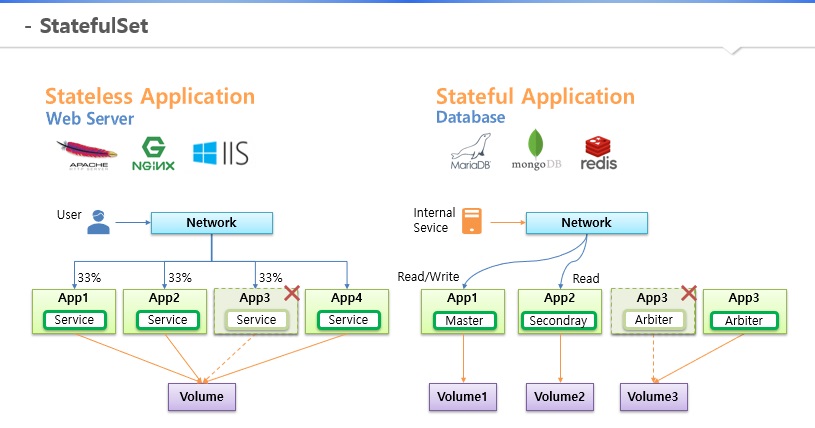 - StatefulSet
Stateless Application
Web Server
APACHE
HTTP SERVER
NGINX
IIS
User
Network
33%
33%
33%
App1
Service
App2
Service
App3
Service
App4
Service
Volume
Stateful Application
Database
MariaDB
mongoDB
redis
Internal
Sevice
Network
Read/Write
Read
App1
Master
App2
Secondray
App3
Arbiter
App3
Arbiter
Volume1
Volume2
Volume3